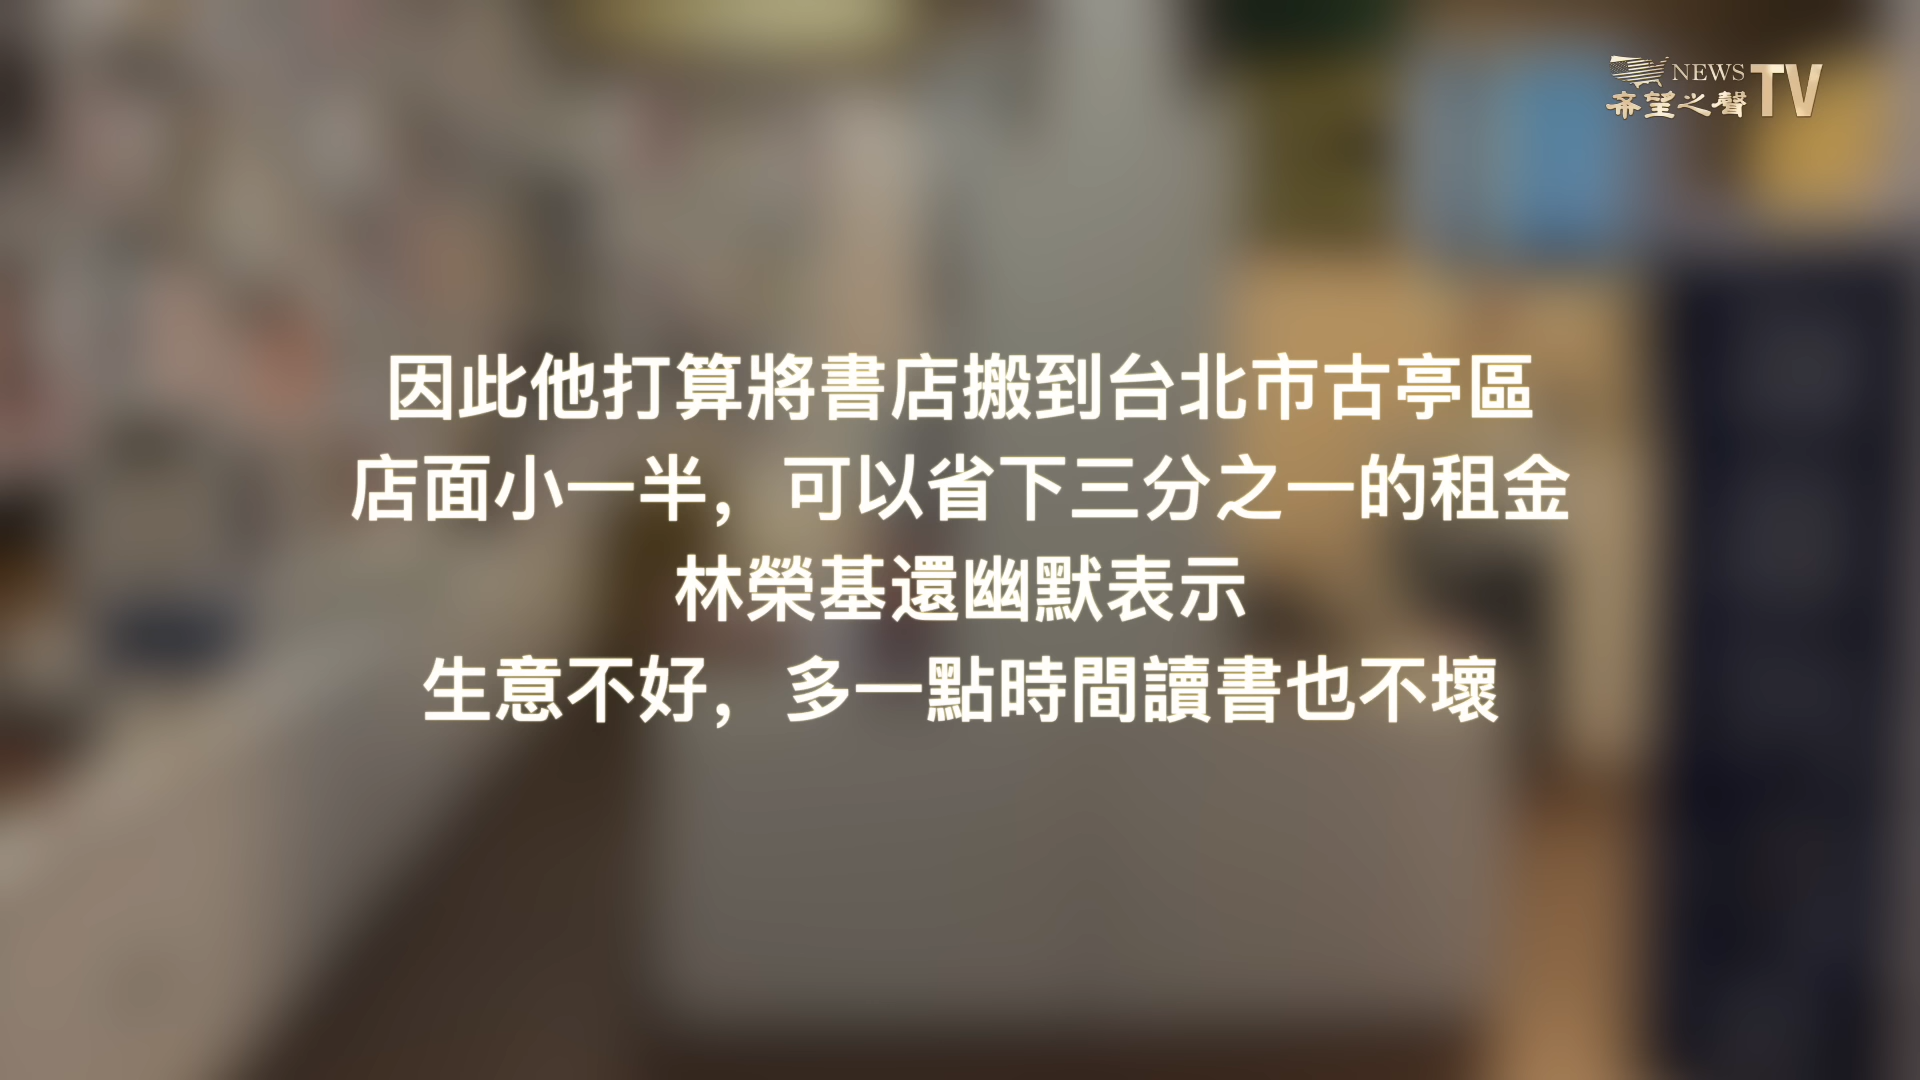 NEWS
希望之聲TV
因此他打算將書店搬到台北市古亭區
店面小一半，可以省下三分之一的租金
林榮基還幽默表示
生意不好，多一點時間讀書也不壞